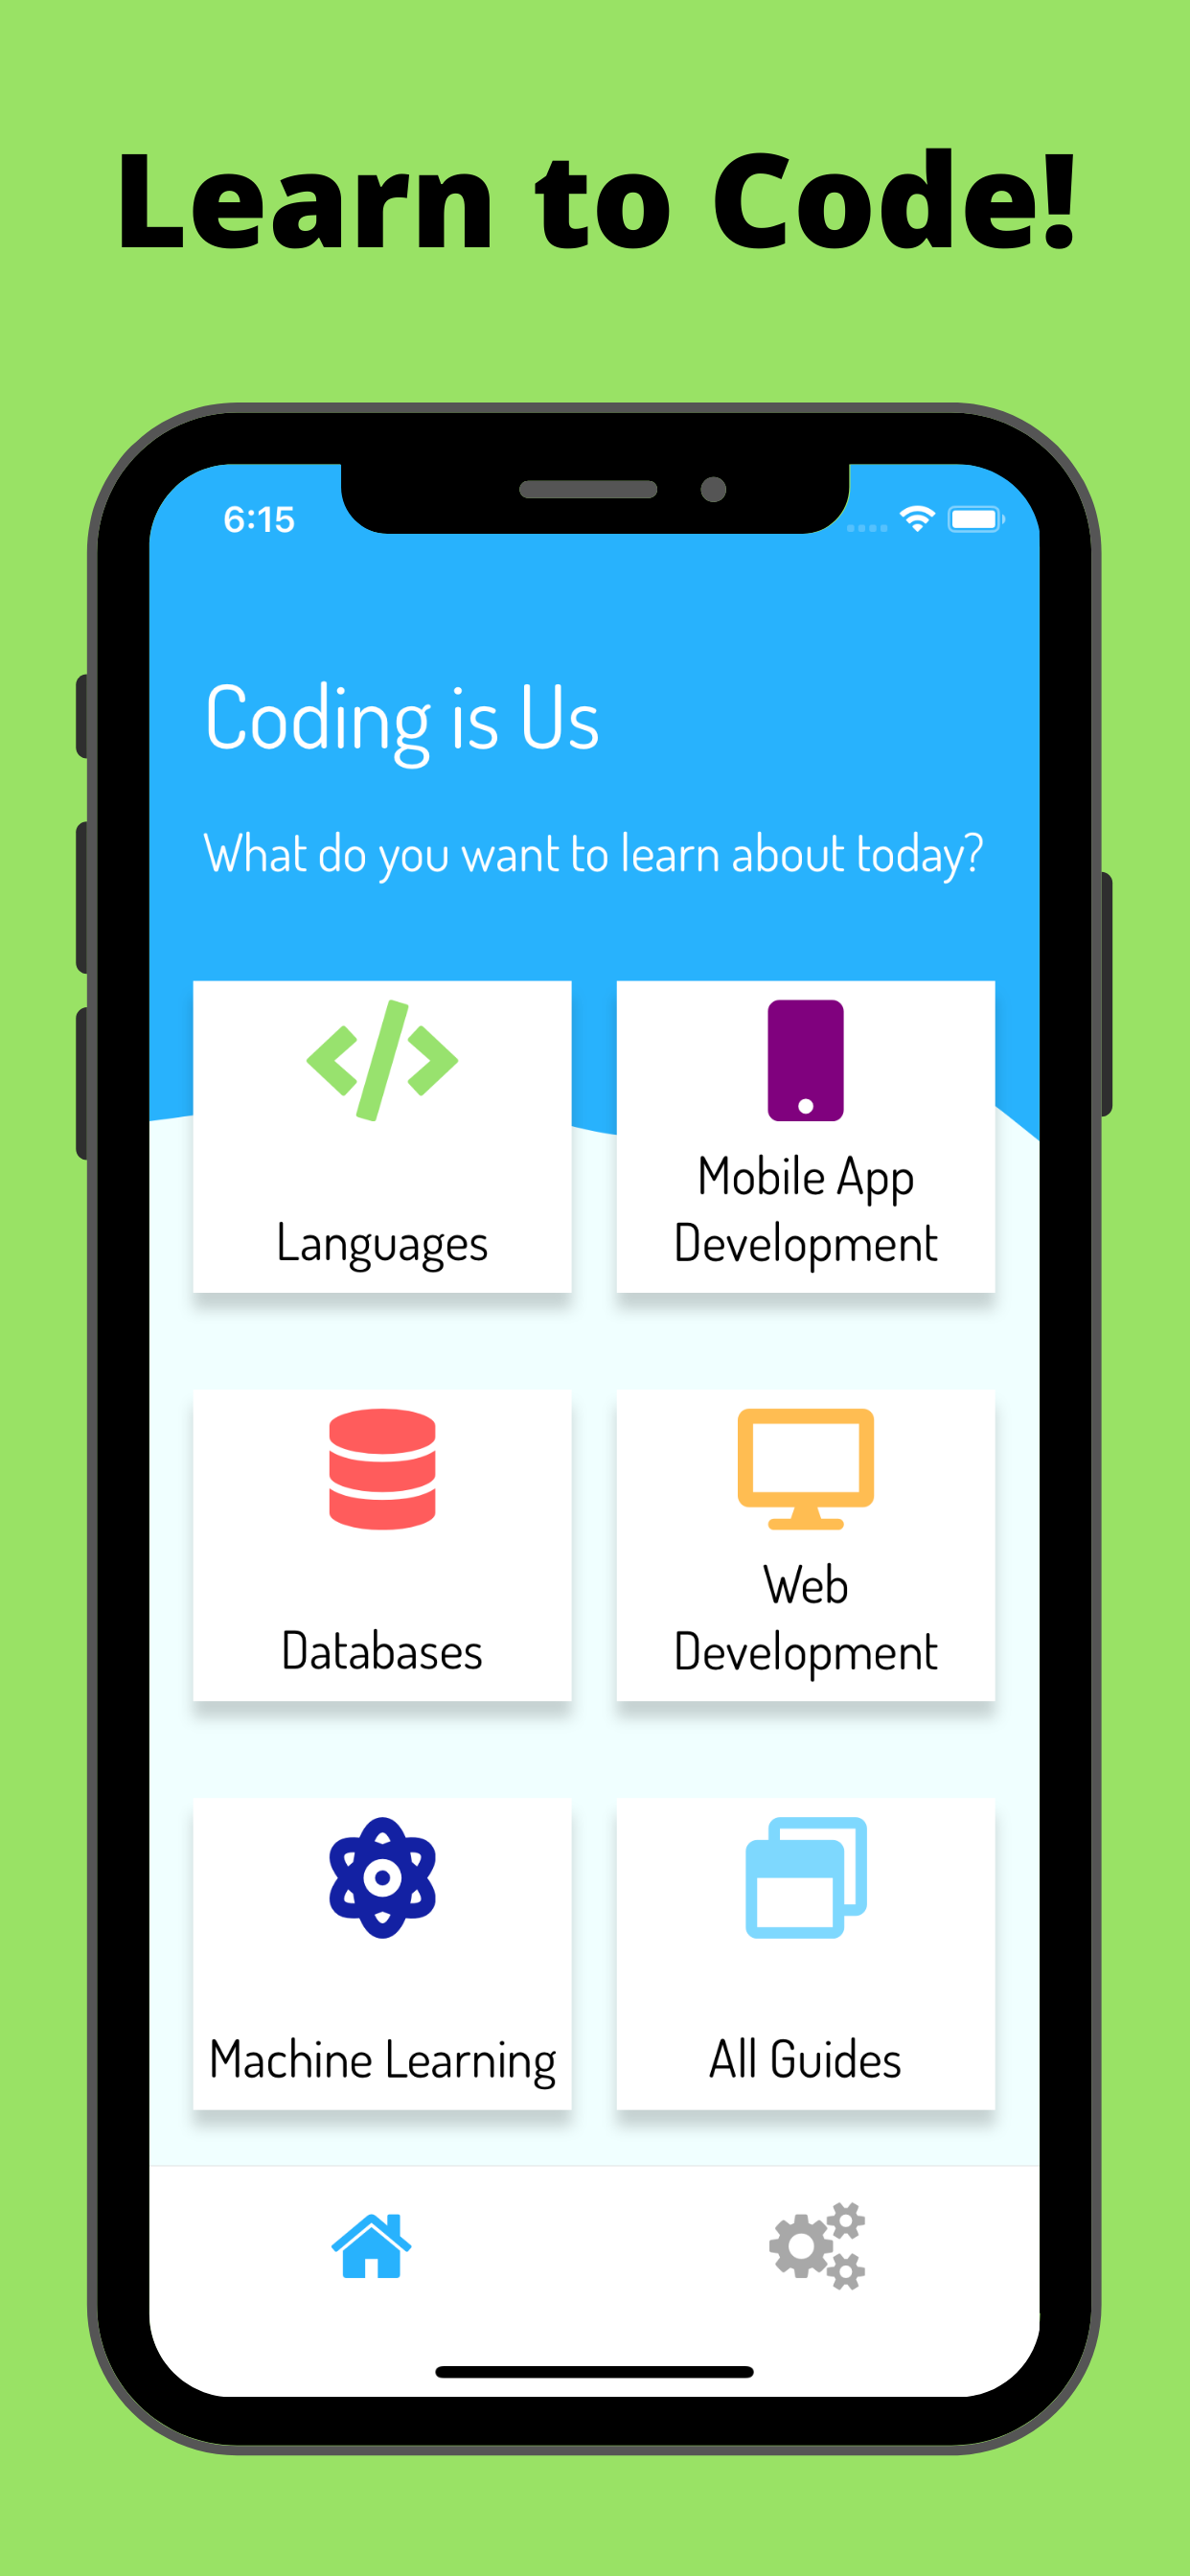 Learn to Code!
6:15
Coding is Us
What do you want to learn about today?
Languages
Mobile App
Development
Databases
Web
Development
Machine Learning
All Guides